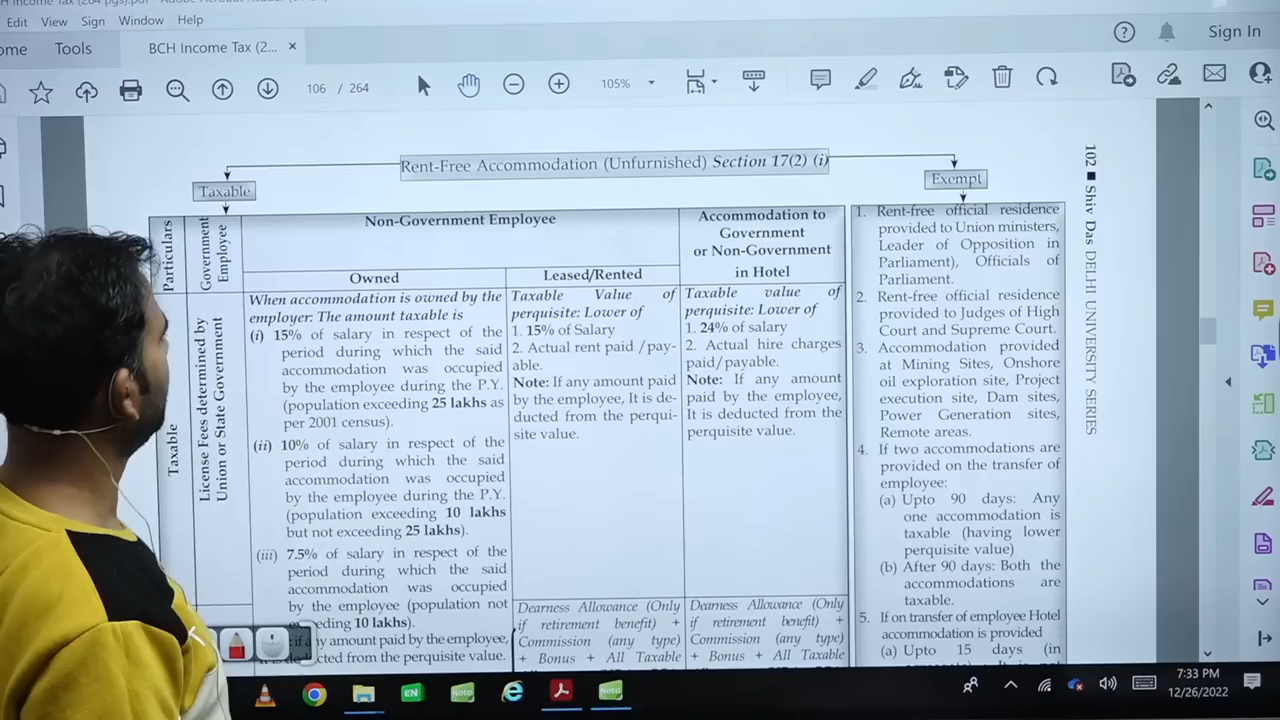 Edit View Sign Window Help
Tools
BCH Income Tax (2... ×
Sign In
106 / 264
105%
Rent-Free Accommodation (Unfurnished) Section 17(2) (i)
Taxable
Exempt
Particulars
Government
Employee
Non-Government Employee
Accommodation to
Government
or Non-Government
in Hotel
Owned
Leased/Rented
Taxable
License Fees determined by
Union or State Government
When accommodation is owned by the
employer: The amount taxable is
(i) 15% of salary in respect of the
period during which the said
accommodation was occupied
by the employee during the P.Y.
(population exceeding 25 lakhs as
per 2001 census).
(ii) 10% of salary in respect of the
period during which the said
accommodation was occupied
by the employee during the P.Y.
(population exceeding 10 lakhs
but not exceeding 25 lakhs).
(iii) 7.5% of salary in respect of the
period during which the said
accommodation was occupied
by the employee (population not
10 lakhs).
if any amount paid by the employee,
from the perquisite value.
Taxable Value of
perquisite: Lower of
1. 15% of Salary
2. Actual rent paid /pay-
able.
Note: If any amount paid
by the employee, It is de-
ducted from the perqui-
site value.
Dearness Allowance (Only
if retirement benefit) +
Commission (any type)
+ Bonus + All Taxable
Taxable value of
perquisite: Lower of
1. 24% of salary
2. Actual hire charges
paid/payable.
Note: If any amount
paid by the employee,
It is deducted from the
perquisite value.
Dearness Allowance (Only
if retirement benefit) +
Commission (any type)
+ Bonus + All Taxable
1. Rent-free official residence
provided to Union ministers,
Leader of Opposition in
Parliament), Officials of
Parliament.
2. Rent-free official residence
provided to Judges of High
Court and Supreme Court.
3. Accommodation provided
at Mining Sites, Onshore
oil exploration site, Project
execution site, Dam sites,
Power Generation sites,
Remote areas.
4. If two accommodations are
provided on the transfer of
employee:
(a) Upto 90 days: Any
one accommodation is
taxable (having lower
perquisite value)
(b) After 90 days: Both the
accommodations are
taxable.
5. If on transfer of employee Hotel
accommodation is provided
(a) Upto 15 days (in
102 ■ Shiv Das DELHI UNIVERSITY SERIES
EN
Note
Note
7:33 PM
12/26/2022